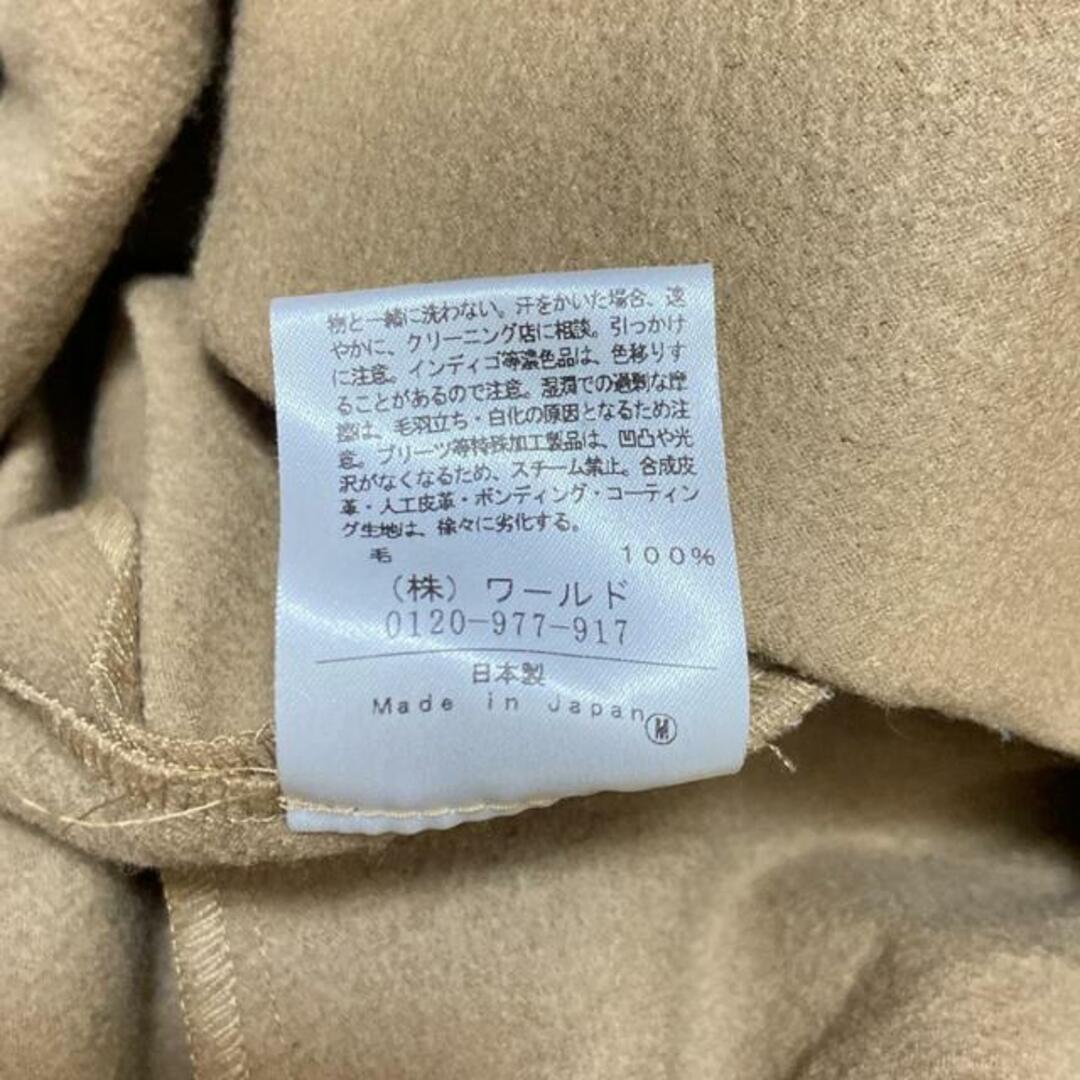 物と一緒に洗わない。汗をかいた場合、速
やかに、クリーニング店に相談。引っかけ
に注意。インディゴ等濃色品は、色移りす
ることがあるので注意。湿潤での過剰な摩
擦は、毛羽立ち・白化の原因となるため注
意。プリーツ等特殊加工製品は、凹凸や光
沢がなくなるため、スチーム禁止。合成皮
革・人工皮革・ボンディング・コーティン
グ生地は、徐々に劣化する。
毛 100%
(株) ワールド
0120-977-917
日本製
Made in Japan
M